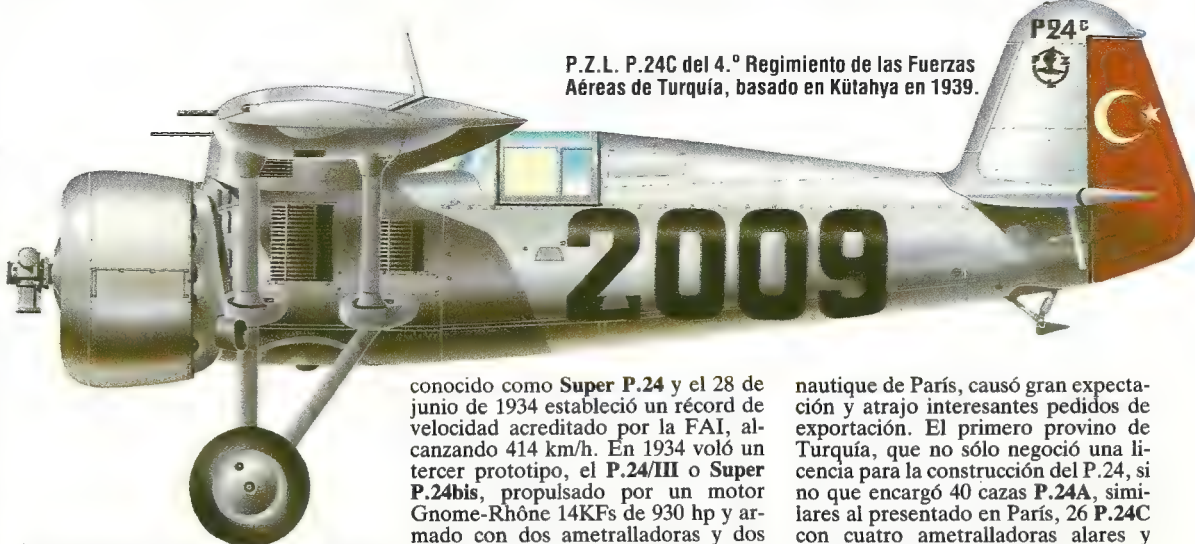 P.Z.L. P.24C del 4.º Regimiento de las Fuerzas
Aéreas de Turquía, basado en Kütahya en 1939.
P24C
2009
conocido como Super P.24 y el 28 de
junio de 1934 estableció un récord de
velocidad acreditado por la FAI, al-
canzando 414 km/h. En 1934 voló un
tercer prototipo, el P.24/III o Super
P.24bis, propulsado por un motor
Gnome-Rhône 14KFs de 930 hp y ar-
mado con dos ametralladoras y dos
nautique de París, causó gran expecta-
ción y atrajo interesantes pedidos de
exportación. El primero provino de
Turquía, que no sólo negoció una li-
cencia para la construcción del P.24, si
no que encargó 40 cazas P.24A, simi-
lares al presentado en París, 26 P.24C
con cuatro ametralladoras alares y